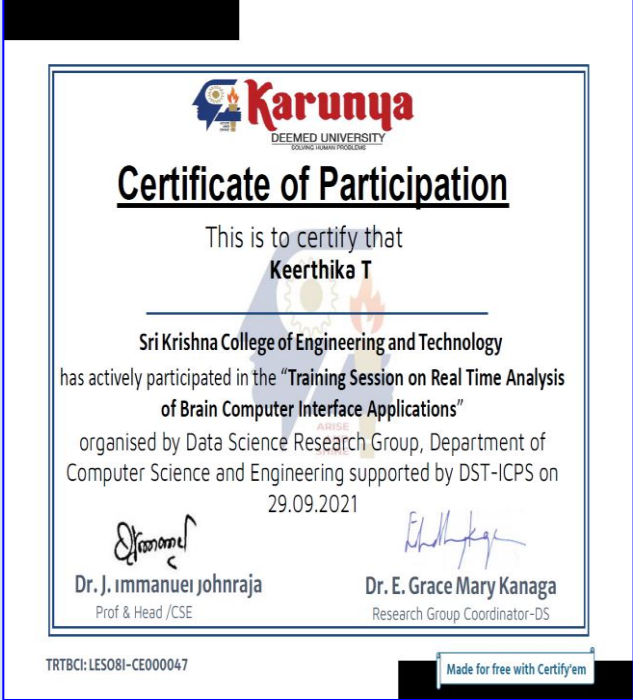 Karunya
DEEMED UNIVERSITY
SOLVING HUMAN PROBLEMS
Certificate of Participation
This is to certify that
Keerthika T
Sri Krishna College of Engineering and Technology
has actively participated in the “Training Session on Real Time Analysis
of Brain Computer Interface Applications”
ARISE
SHINE
organised by Data Science Research Group, Department of
Computer Science and Engineering supported by DST-ICPS on
29.09.2021
Dr. J. Immanuel Johnraja Dr. E. Grace Mary Kanaga
Prof & Head /CSE Research Group Coordinator-DS
TRTBCI: LESO8I-CE000047
Made for free with Certify'em